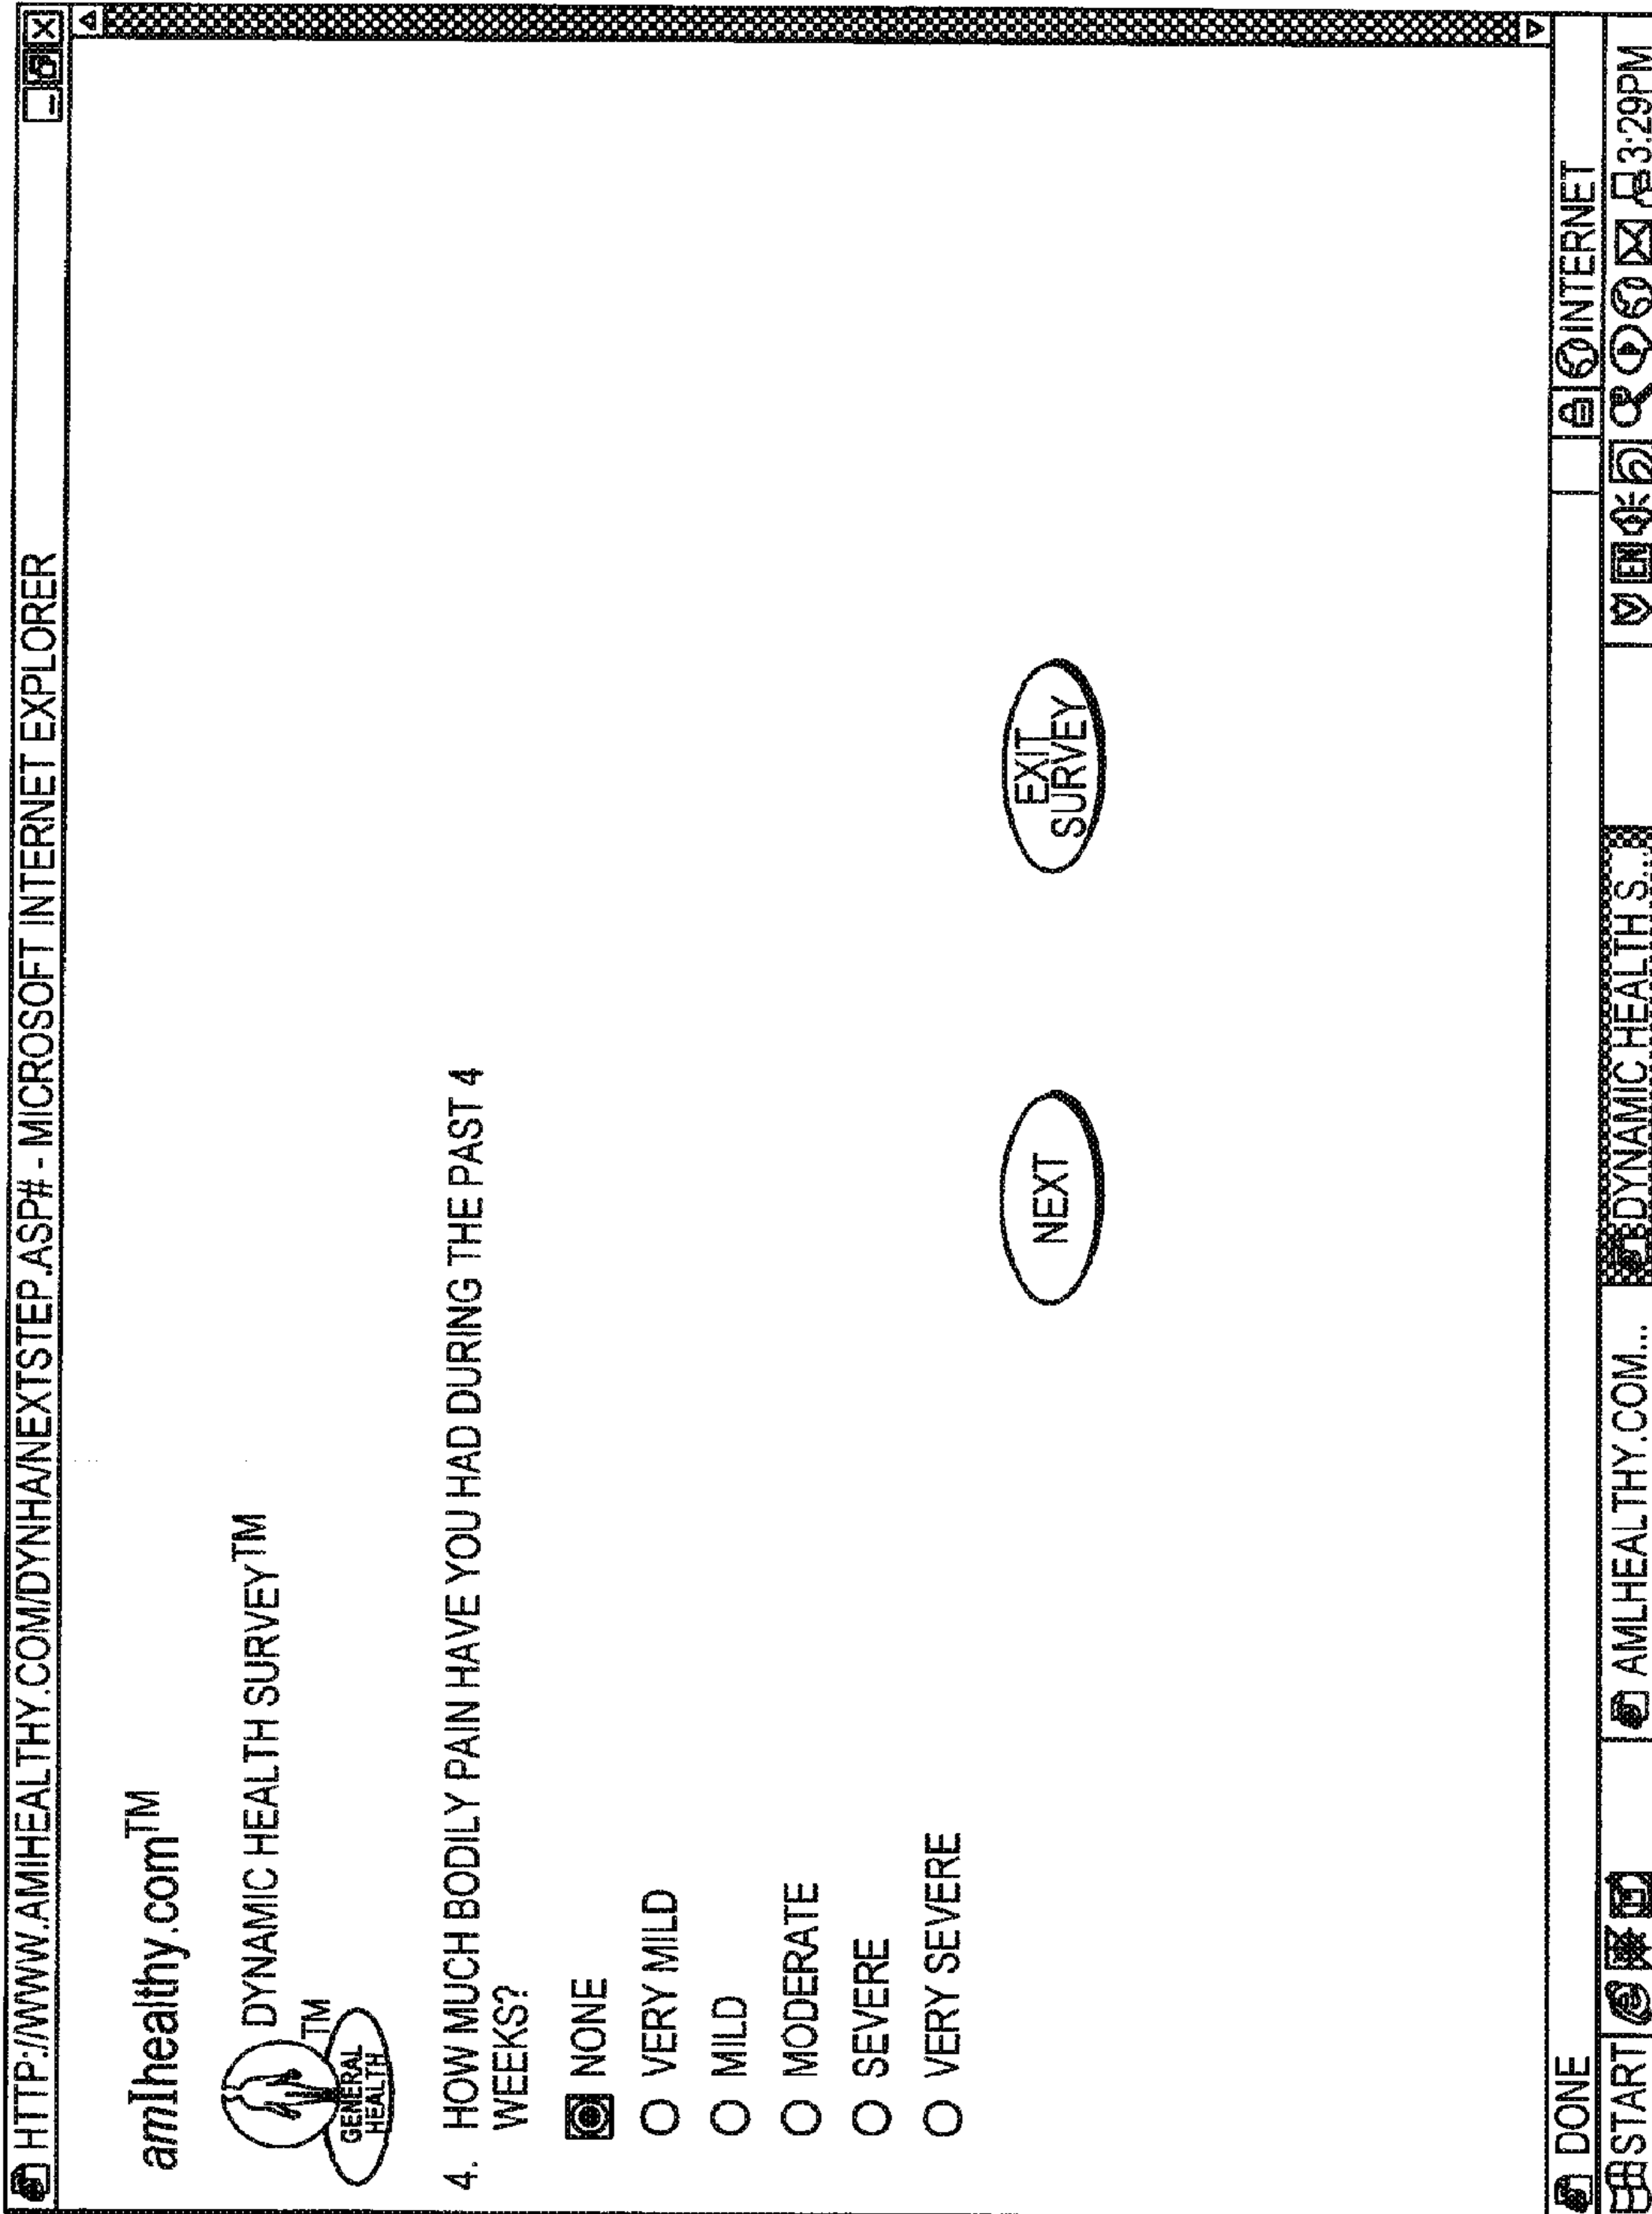 HTTP://WWW.AMIHEALTHY.COM/DYNHA/NEXTSTEP.ASP# - MICROSOFT INTERNET EXPLORER
amIhealthy.com™
DYNAMIC HEALTH SURVEY™
TM
GENERAL
HEALTH
4. HOW MUCH BODILY PAIN HAVE YOU HAD DURING THE PAST 4
WEEKS?
NONE
VERY MILD
MILD
MODERATE
SEVERE
VERY SEVERE
NEXT
EXIT
SURVEY
DONE
INTERNET
START
AMLHEALTHY.COM...
DYNAMIC HEALTH S...
EN
3:29PM